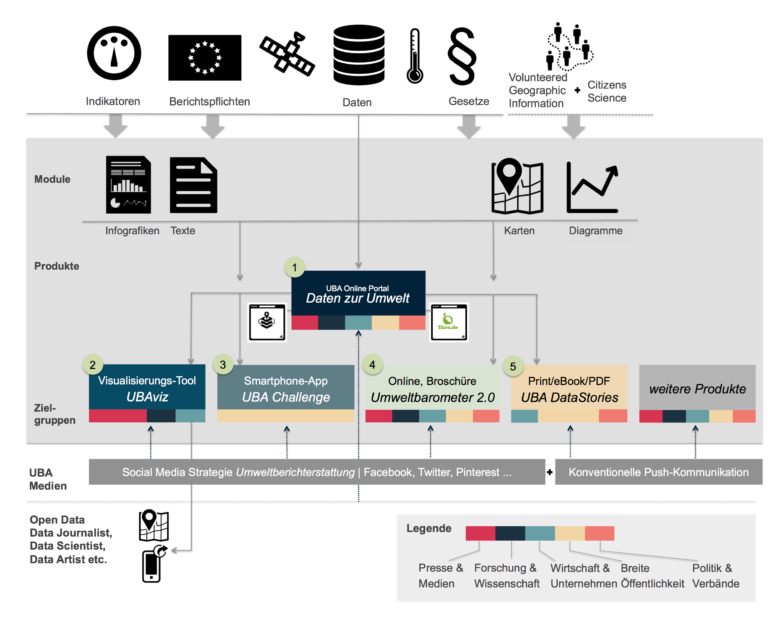 Indikatoren
Berichtspflichten
Daten
Gesetze
Volunteered
Geographic
Information
+
Citizens
Science
Module
Infografiken
Texte
Karten
Diagramme
Produkte
1
UBA Online Portal
Daten zur Umwelt
Thru.de
2
Visualisierungs-Tool
UBAviz
3
Smartphone-App
UBA Challenge
4
Online, Broschüre
Umweltbarometer 2.0
5
Print/eBook/PDF
UBA DataStories
weitere Produkte
Ziel-
gruppen
UBA
Medien
Social Media Strategie Umweltberichterstattung | Facebook, Twitter, Pinterest ...
+
Konventionelle Push-Kommunikation
Open Data
Data Journalist,
Data Scientist,
Data Artist etc.
Legende
Presse &
Medien
Forschung &
Wissenschaft
Wirtschaft &
Unternehmen
Breite
Öffentlichkeit
Politik &
Verbände